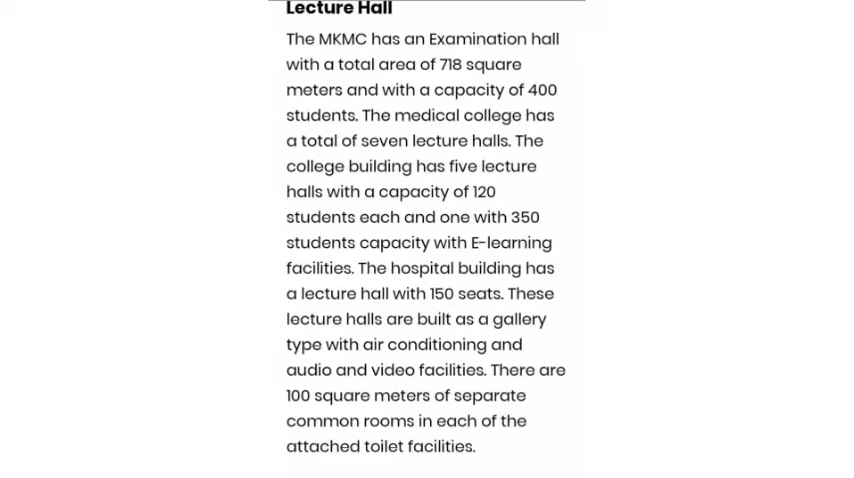 Lecture Hall
The MKMC has an Examination hall
with a total area of 718 square
meters and with a capacity of 400
students. The medical college has
a total of seven lecture halls. The
college building has five lecture
halls with a capacity of 120
students each and one with 350
students capacity with E-learning
facilities. The hospital building has
a lecture hall with 150 seats. These
lecture halls are built as a gallery
type with air conditioning and
audio and video facilities. There are
100 square meters of separate
common rooms in each of the
attached toilet facilities.